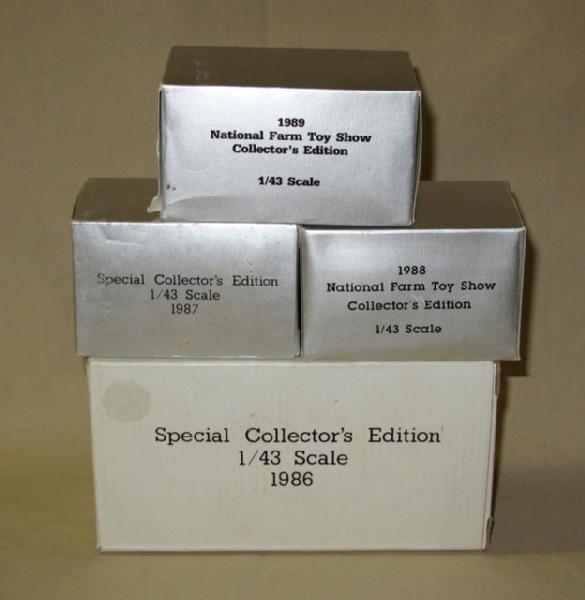 1989
National Farm Toy Show
Collector's Edition
1/43 Scale
Special Collector's Edition
1/43 Scale
1987
1988
National Farm Toy Show
Collector's Edition
1/43 Scale
Special Collector's Edition
1/43 Scale
1986